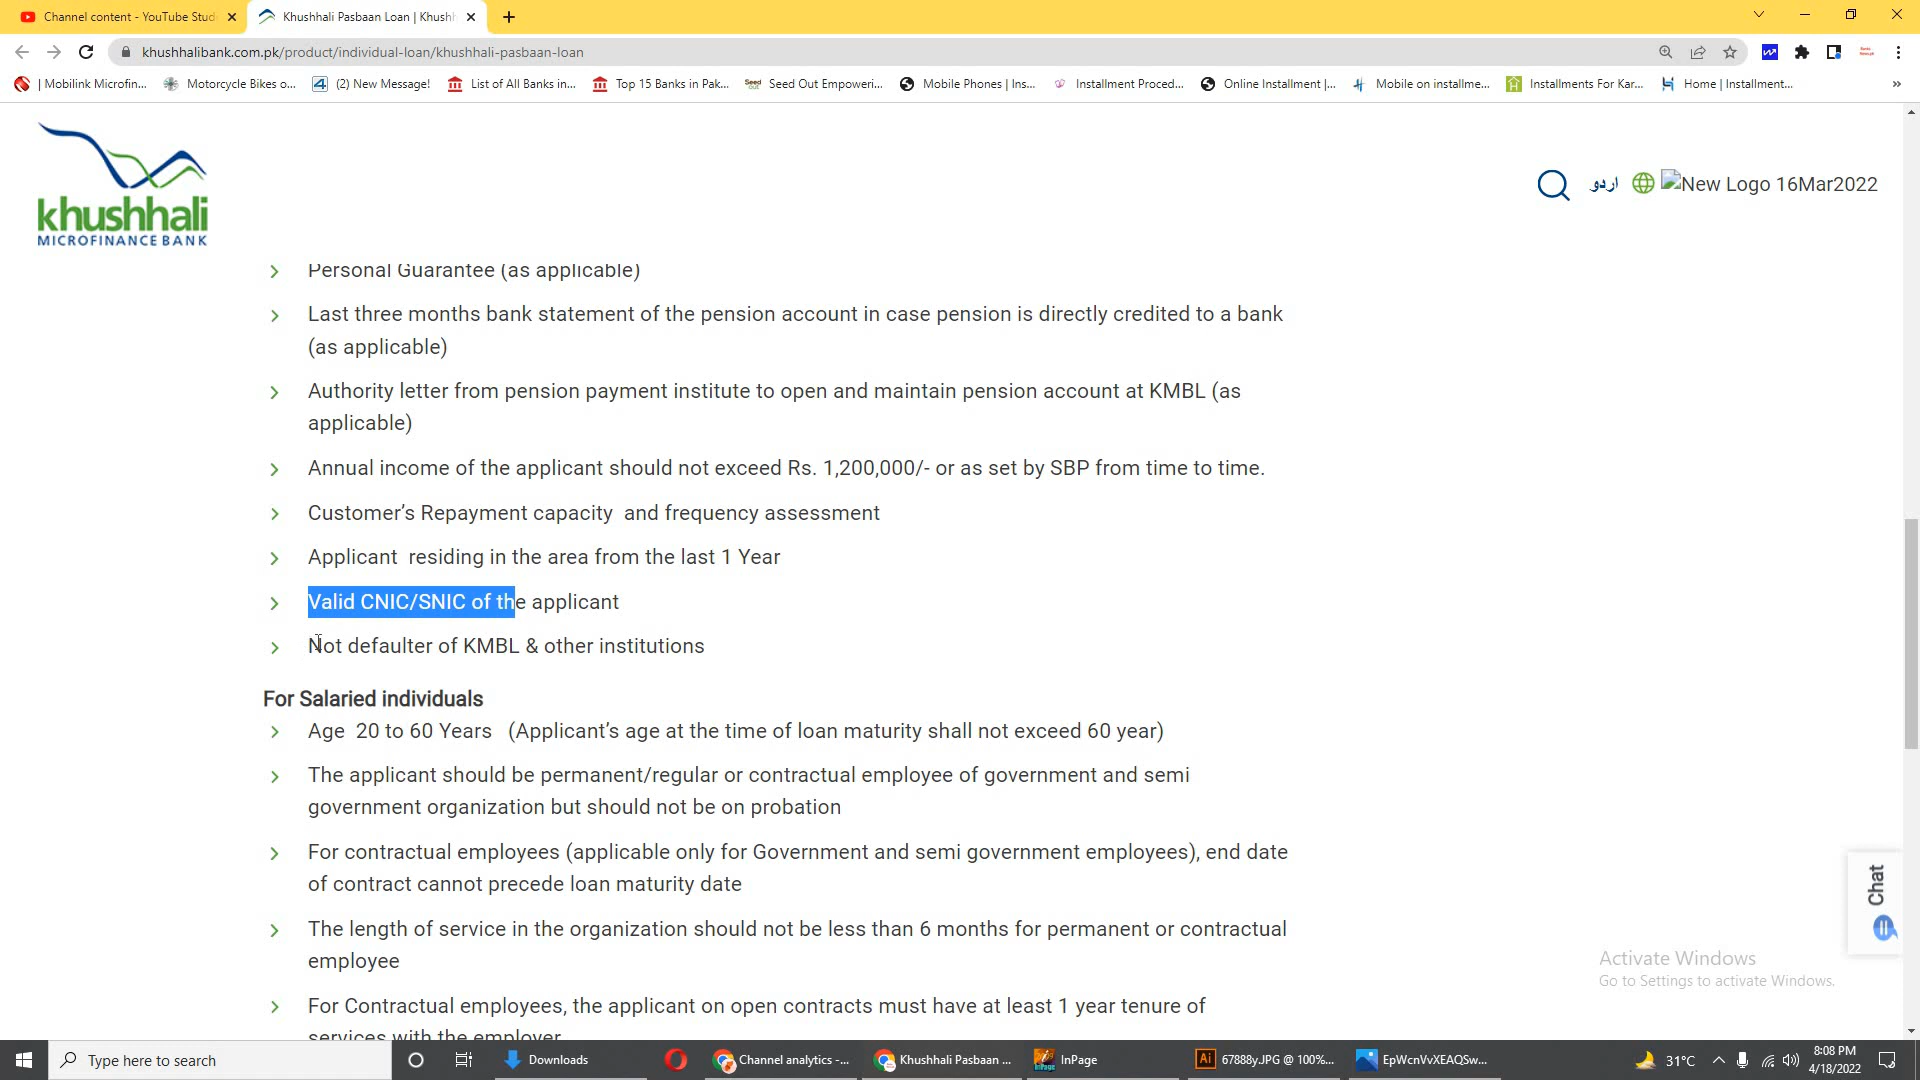 Channel content - YouTube Stud
Khushhali Pasbaan Loan | Khushh
khushhalibank.com.pk/product/individual-loan/khushhali-pasbaan-loan
| Mobilink Microfin...
Motorcycle Bikes o...
(2) New Message!
List of All Banks in...
Top 15 Banks in Pak...
Seed Out Empoweri...
Mobile Phones | Ins...
Installment Proced...
Online Installment |...
Mobile on installme...
Installments For Kar...
Home | Installment...
»
khushhali
MICROFINANCE BANK
اردو
New Logo 16Mar2022
Personal Guarantee (as applicable)
Last three months bank statement of the pension account in case pension is directly credited to a bank
(as applicable)
Authority letter from pension payment institute to open and maintain pension account at KMBL (as
applicable)
Annual income of the applicant should not exceed Rs. 1,200,000/- or as set by SBP from time to time.
Customer’s Repayment capacity  and frequency assessment
Applicant  residing in the area from the last 1 Year
Valid CNIC/SNIC of the applicant
Not defaulter of KMBL & other institutions
For Salaried individuals
Age  20 to 60 Years   (Applicant’s age at the time of loan maturity shall not exceed 60 year)
The applicant should be permanent/regular or contractual employee of government and semi
government organization but should not be on probation
For contractual employees (applicable only for Government and semi government employees), end date
of contract cannot precede loan maturity date
The length of service in the organization should not be less than 6 months for permanent or contractual
employee
For Contractual employees, the applicant on open contracts must have at least 1 year tenure of
services with the employer
Chat
Activate Windows
Go to Settings to activate Windows.
Type here to search
Downloads
Channel analytics -...
Khushhali Pasbaan ...
InPage
Ai
67888y.JPG @ 100%...
EpWcnVvXEAQSw...
31°C
8:08 PM
4/18/2022